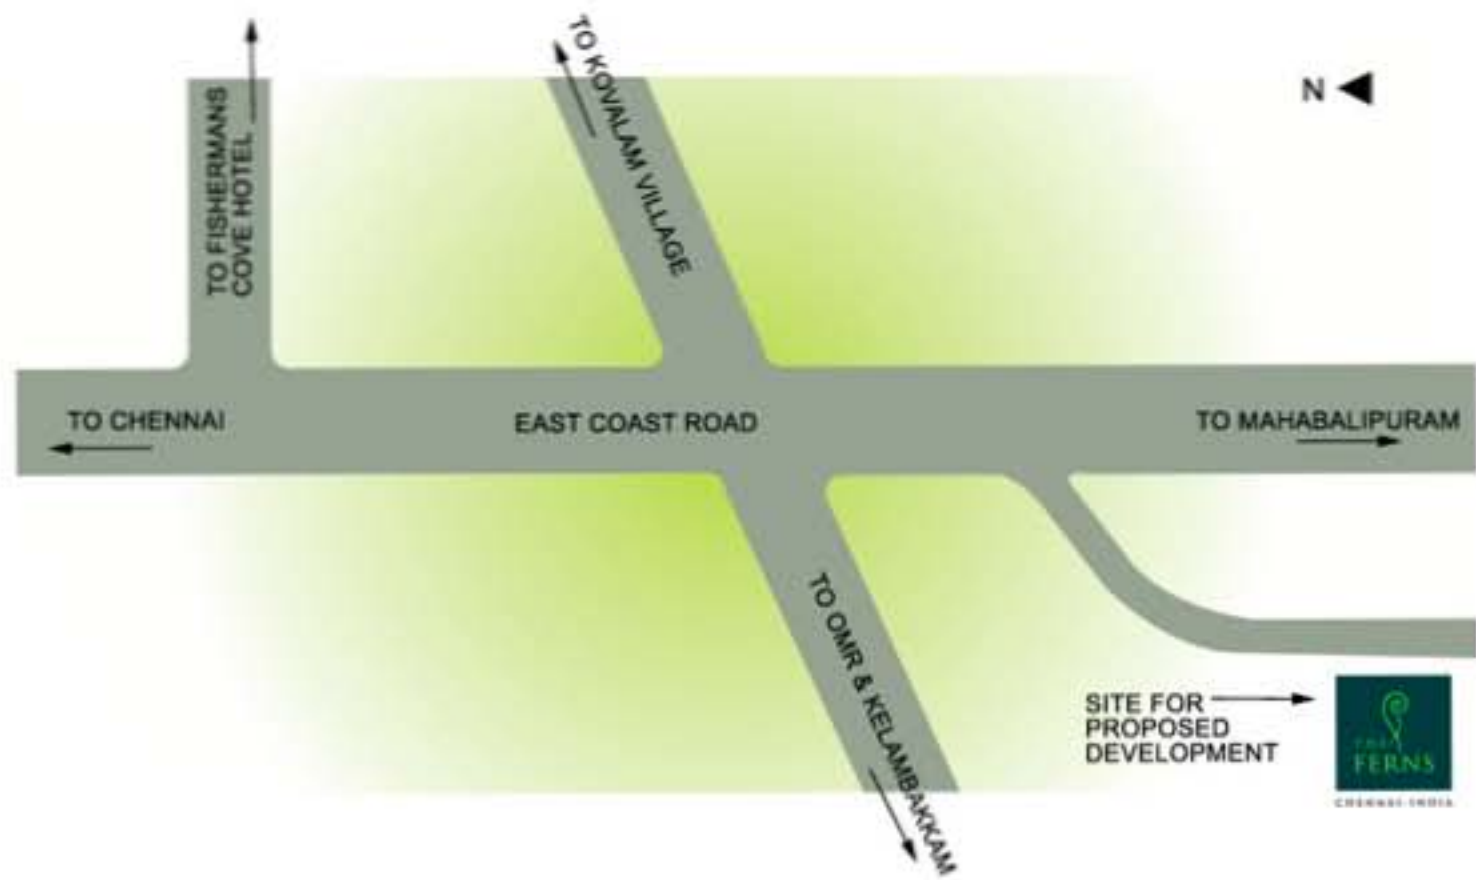 TO FISHERMANS
COVE HOTEL
TO KOVALAM VILLAGE
N
TO CHENNAI
EAST COAST ROAD
TO MAHABALIPURAM
TO OMR & KELAMBAKKAM
SITE FOR
PROPOSED
DEVELOPMENT
FERNS
CHENNAI-INDIA